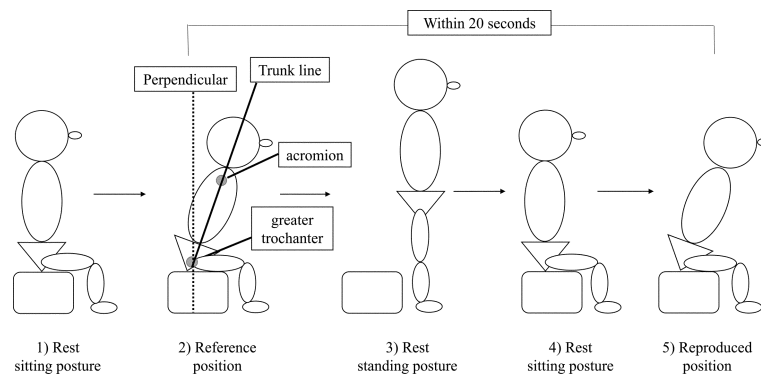 Within 20 seconds
Trunk line
Perpendicular
acromion
greater
trochanter
1) Rest
sitting posture
2) Reference
position
3) Rest
standing posture
4) Rest
sitting posture
5) Reproduced
position